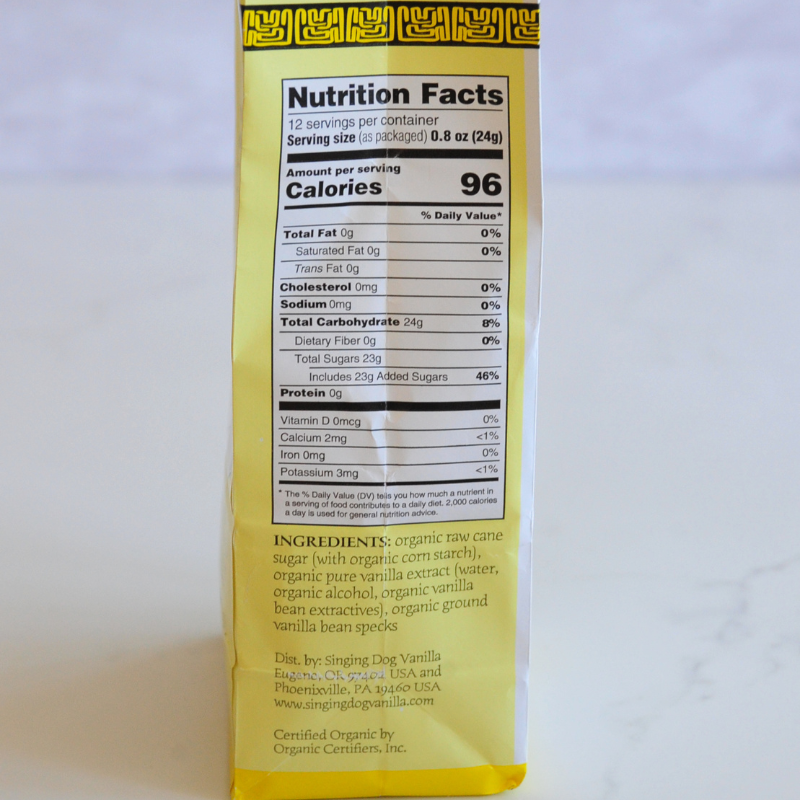 Nutrition Facts
12 servings per container
Serving size (as packaged) 0.8 oz (24g)
Amount per serving
Calories 96
% Daily Value*
Total Fat 0g 0%
Saturated Fat 0g 0%
Trans Fat 0g
Cholesterol 0mg 0%
Sodium 0mg 0%
Total Carbohydrate 24g 8%
Dietary Fiber 0g 0%
Total Sugars 23g
Includes 23g Added Sugars 46%
Protein 0g
Vitamin D 0mcg 0%
Calcium 2mg <1%
Iron 0mg 0%
Potassium 3mg <1%
* The % Daily Value (DV) tells you how much a nutrient in
a serving of food contributes to a daily diet. 2,000 calories
a day is used for general nutrition advice.
INGREDIENTS: organic raw cane
sugar (with organic corn starch),
organic pure vanilla extract (water,
organic alcohol, organic vanilla
bean extractives), organic ground
vanilla bean specks
Dist. by: Singing Dog Vanilla
Eugene, USA and
Phoenixville, PA 19460 USA
www.singingdogvanilla.com
Certified Organic by
Organic Certifiers, Inc.